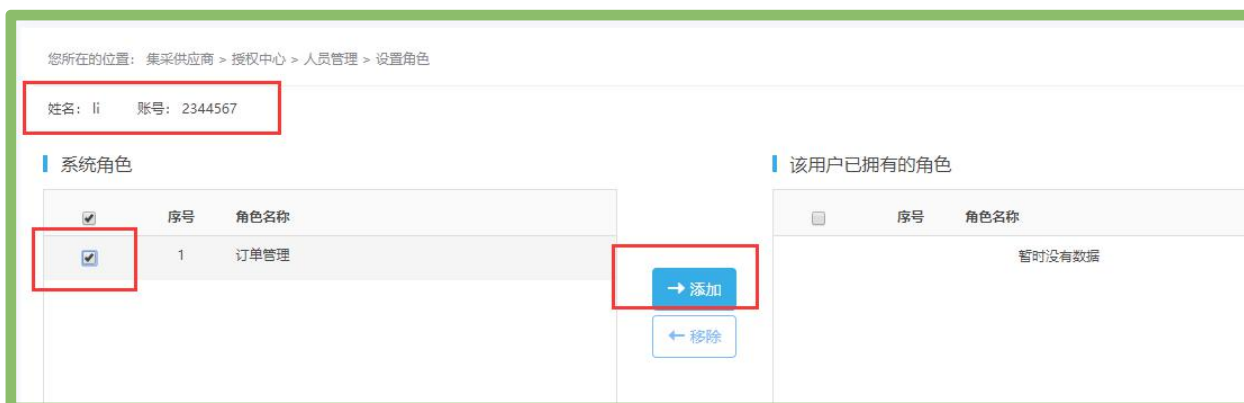 您所在的位置： 集采供应商 > 授权中心 > 人员管理 > 设置角色
姓名： li 账号： 2344567
系统角色
序号 角色名称
1 订单管理
→ 添加
← 移除
该用户已拥有的角色
序号 角色名称
暂时没有数据